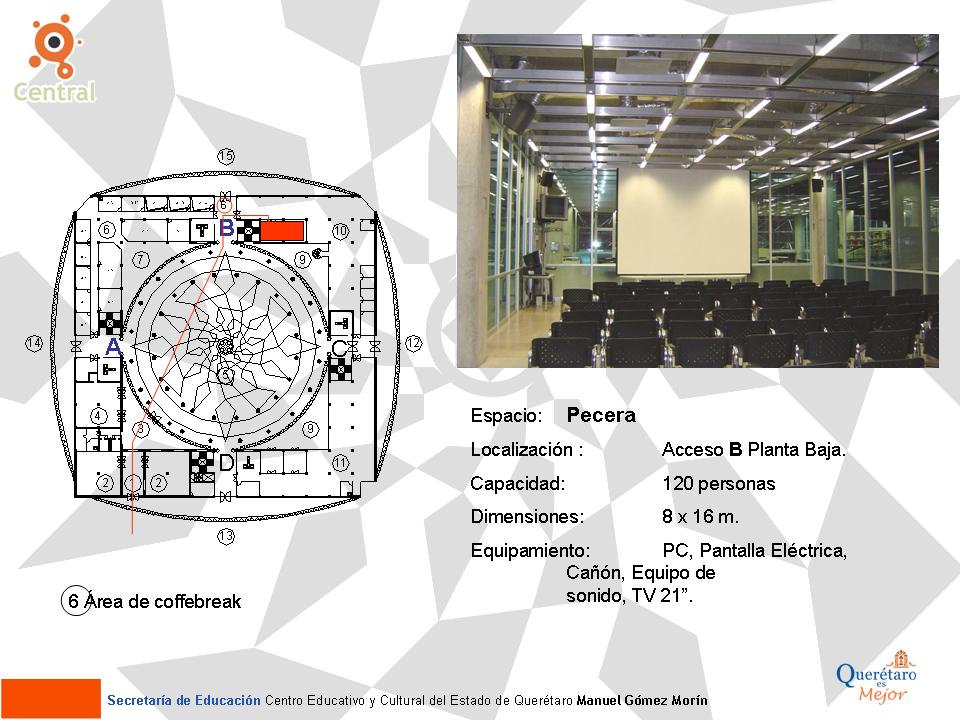 Central
15
6
B
6
10
7
9
14
A
C
12
8
4
3
9
D
11
2
1
2
13
6 Área de coffebreak
Espacio: Pecera
Localización : Acceso B Planta Baja.
Capacidad: 120 personas
Dimensiones: 8 x 16 m.
Equipamiento: PC, Pantalla Eléctrica,
Cañón, Equipo de
sonido, TV 21”.
Secretaría de Educación Centro Educativo y Cultural del Estado de Querétaro Manuel Gómez Morín
Querétaro
es
Mejor